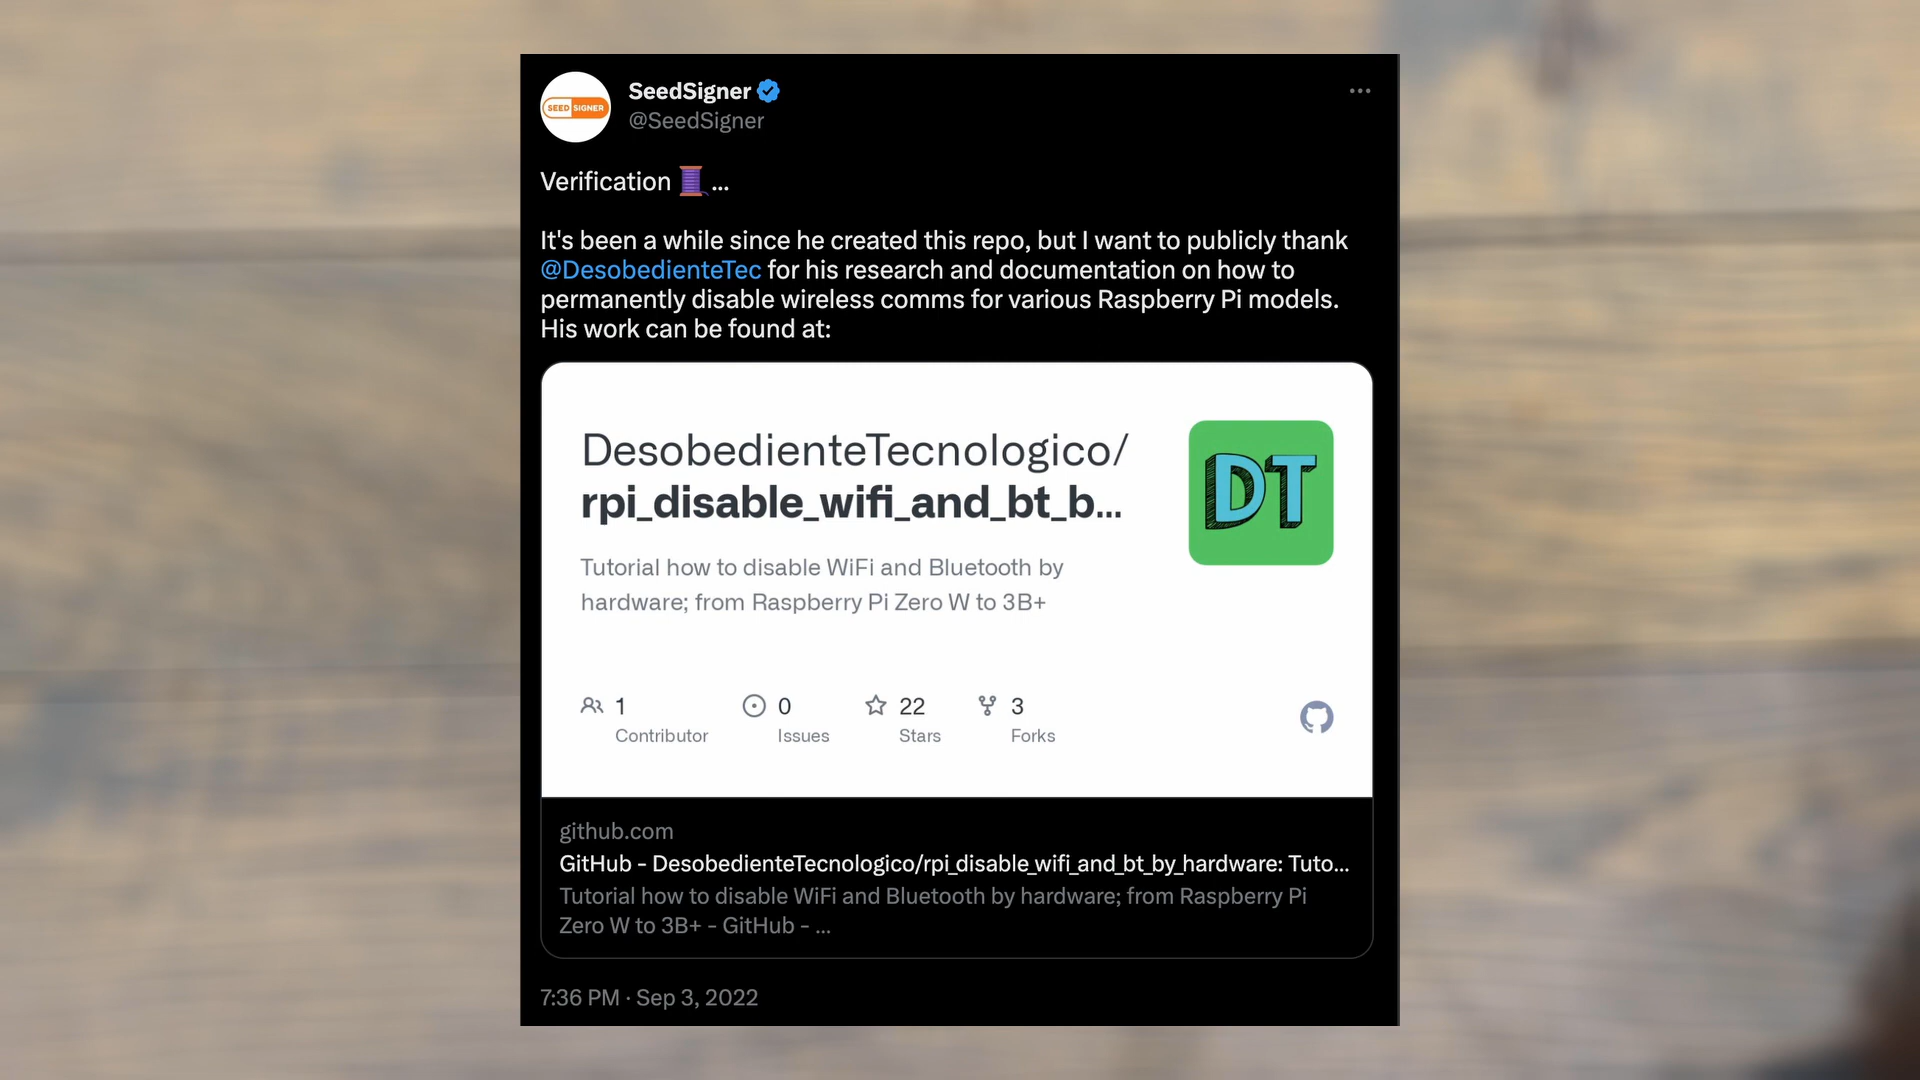 SEED SIGNER
SeedSigner
@SeedSigner
Verification 🧵...
It's been a while since he created this repo, but I want to publicly thank
@DesobedienteTec for his research and documentation on how to
permanently disable wireless comms for various Raspberry Pi models.
His work can be found at:
DesobedienteTecnologico/
rpi_disable_wifi_and_bt_b...
DT
Tutorial how to disable WiFi and Bluetooth by
hardware; from Raspberry Pi Zero W to 3B+
1 0 22 3
Contributor Issues Stars Forks
github.com
GitHub - DesobedienteTecnologico/rpi_disable_wifi_and_bt_by_hardware: Tuto...
Tutorial how to disable WiFi and Bluetooth by hardware; from Raspberry Pi
Zero W to 3B+ - GitHub - ...
7:36 PM · Sep 3, 2022